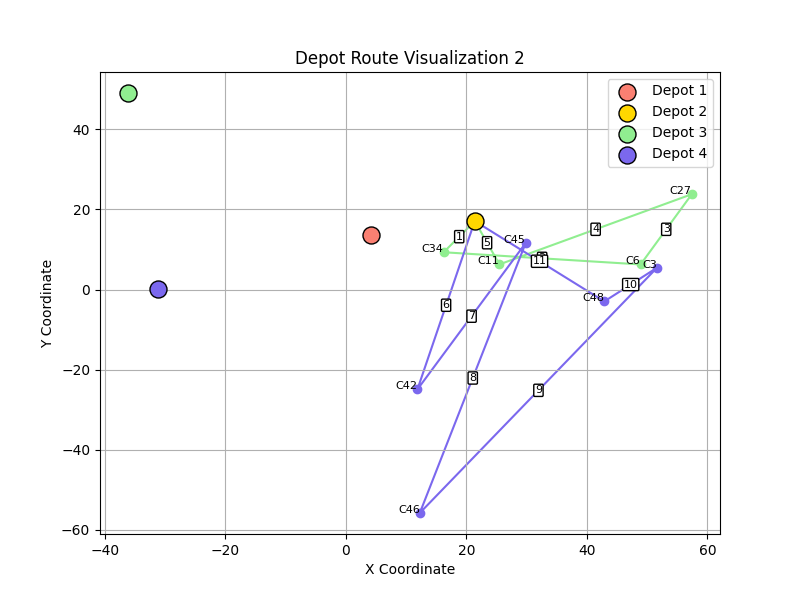 Depot Route Visualization 2
Depot 1
Depot 2
Depot 3
Depot 4
Y Coordinate
40
20
0
−20
−40
−60
C27
4
3
1
5
C45
C34
C11
11
C6
C3
10
C48
6
7
8
C42
9
C46
−40
−20
0
20
40
60
X Coordinate